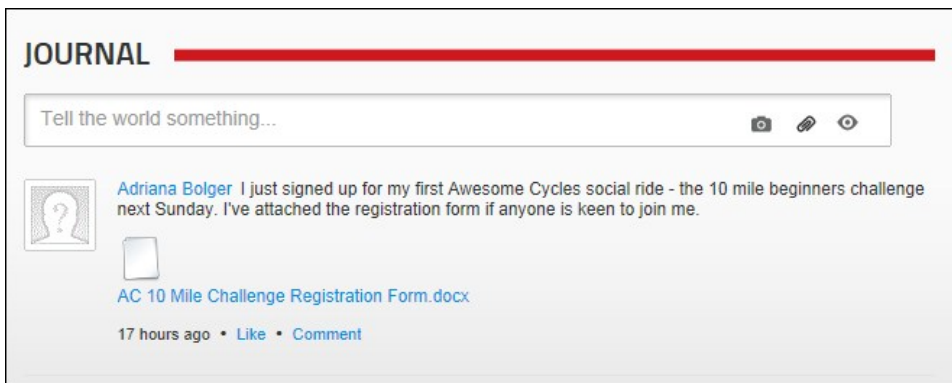 JOURNAL
Tell the world something...
Adriana Bolger I just signed up for my first Awesome Cycles social ride - the 10 mile beginners challenge
next Sunday. I've attached the registration form if anyone is keen to join me.
AC 10 Mile Challenge Registration Form.docx
17 hours ago • Like • Comment